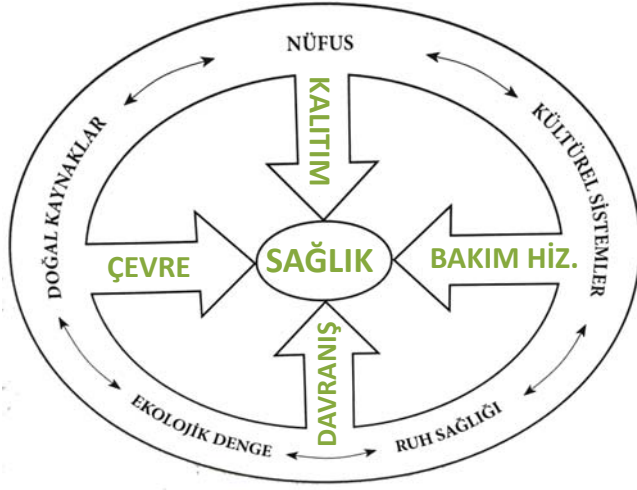 NÜFUS
KALITIM
DOĞAL KAYNAKLAR
KÜLTÜREL SİSTEMLER
ÇEVRE
SAĞLIK
BAKIM HİZ.
DAVRANIŞ
EKOLOJİK DENGE
RUH SAĞLIĞI